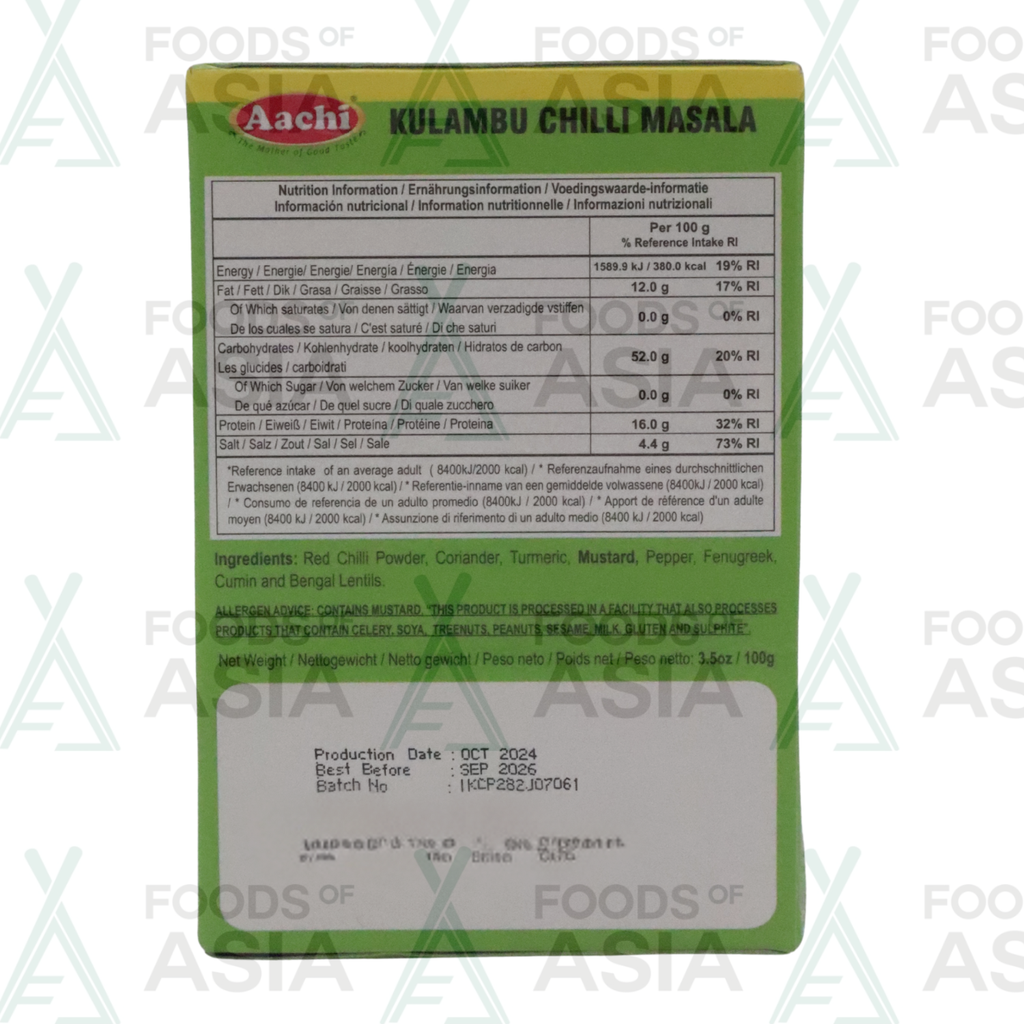 Aachi
The Mother of Good Taste
KULAMBU CHILLI MASALA
Nutrition Information / Ernährungsinformation / Voedingswaarde-informatie
Información nutricional / Information nutritionnelle / Informazioni nutrizionali
Per 100 g
% Reference Intake RI
Energy / Energie/ Energie/ Energía / Énergie / Energia 1589.9 kJ / 380.0 kcal 19% RI
Fat / Fett / Dik / Grasa / Graisse / Grasso 12.0 g 17% RI
Of Which saturates / Von denen sättigt / Waarvan verzadigde vstiffen
De los cuales se satura / C'est saturé / Di che saturi 0.0 g 0% RI
Carbohydrates / Kohlenhydrate / koolhydraten / Hidratos de carbon
Les glucides / carboidrati 52.0 g 20% RI
Of Which Sugar / Von welchem Zucker / Van welke suiker
De qué azúcar / De quel sucre / Di quale zucchero 0.0 g 0% RI
Protein / Eiweiß / Eiwit / Proteína / Protéine / Proteina 16.0 g 32% RI
Salt / Salz / Zout / Sal / Sel / Sale 4.4 g 73% RI
*Reference intake of an average adult ( 8400kJ/2000 kcal) / * Referenzaufnahme eines durchschnittlichen
Erwachsenen (8400 kJ / 2000 kcal) / * Referentie-inname van een gemiddelde volwassene (8400kJ / 2000 kcal)
/ * Consumo de referencia de un adulto promedio (8400kJ / 2000 kcal) / * Apport de référence d'un adulte
moyen (8400 kJ / 2000 kcal) / * Assunzione di riferimento di un adulto medio (8400 kJ / 2000 kcal)
Ingredients: Red Chilli Powder, Coriander, Turmeric, Mustard, Pepper, Fenugreek,
Cumin and Bengal Lentils.
ALLERGEN ADVICE: CONTAINS MUSTARD. "THIS PRODUCT IS PROCESSED IN A FACILITY THAT ALSO PROCESSES
PRODUCTS THAT CONTAIN CELERY, SOYA, TREENUTS, PEANUTS, SESAME, MILK, GLUTEN AND SULPHITE".
Net Weight / Nettogewicht / Netto gewicht / Peso neto / Poids net / Peso netto: 3.5oz / 100g
Production Date : OCT 2024
Best Before : SEP 2026
Batch No : IKCP282J07061
FOODS OF
ASIA